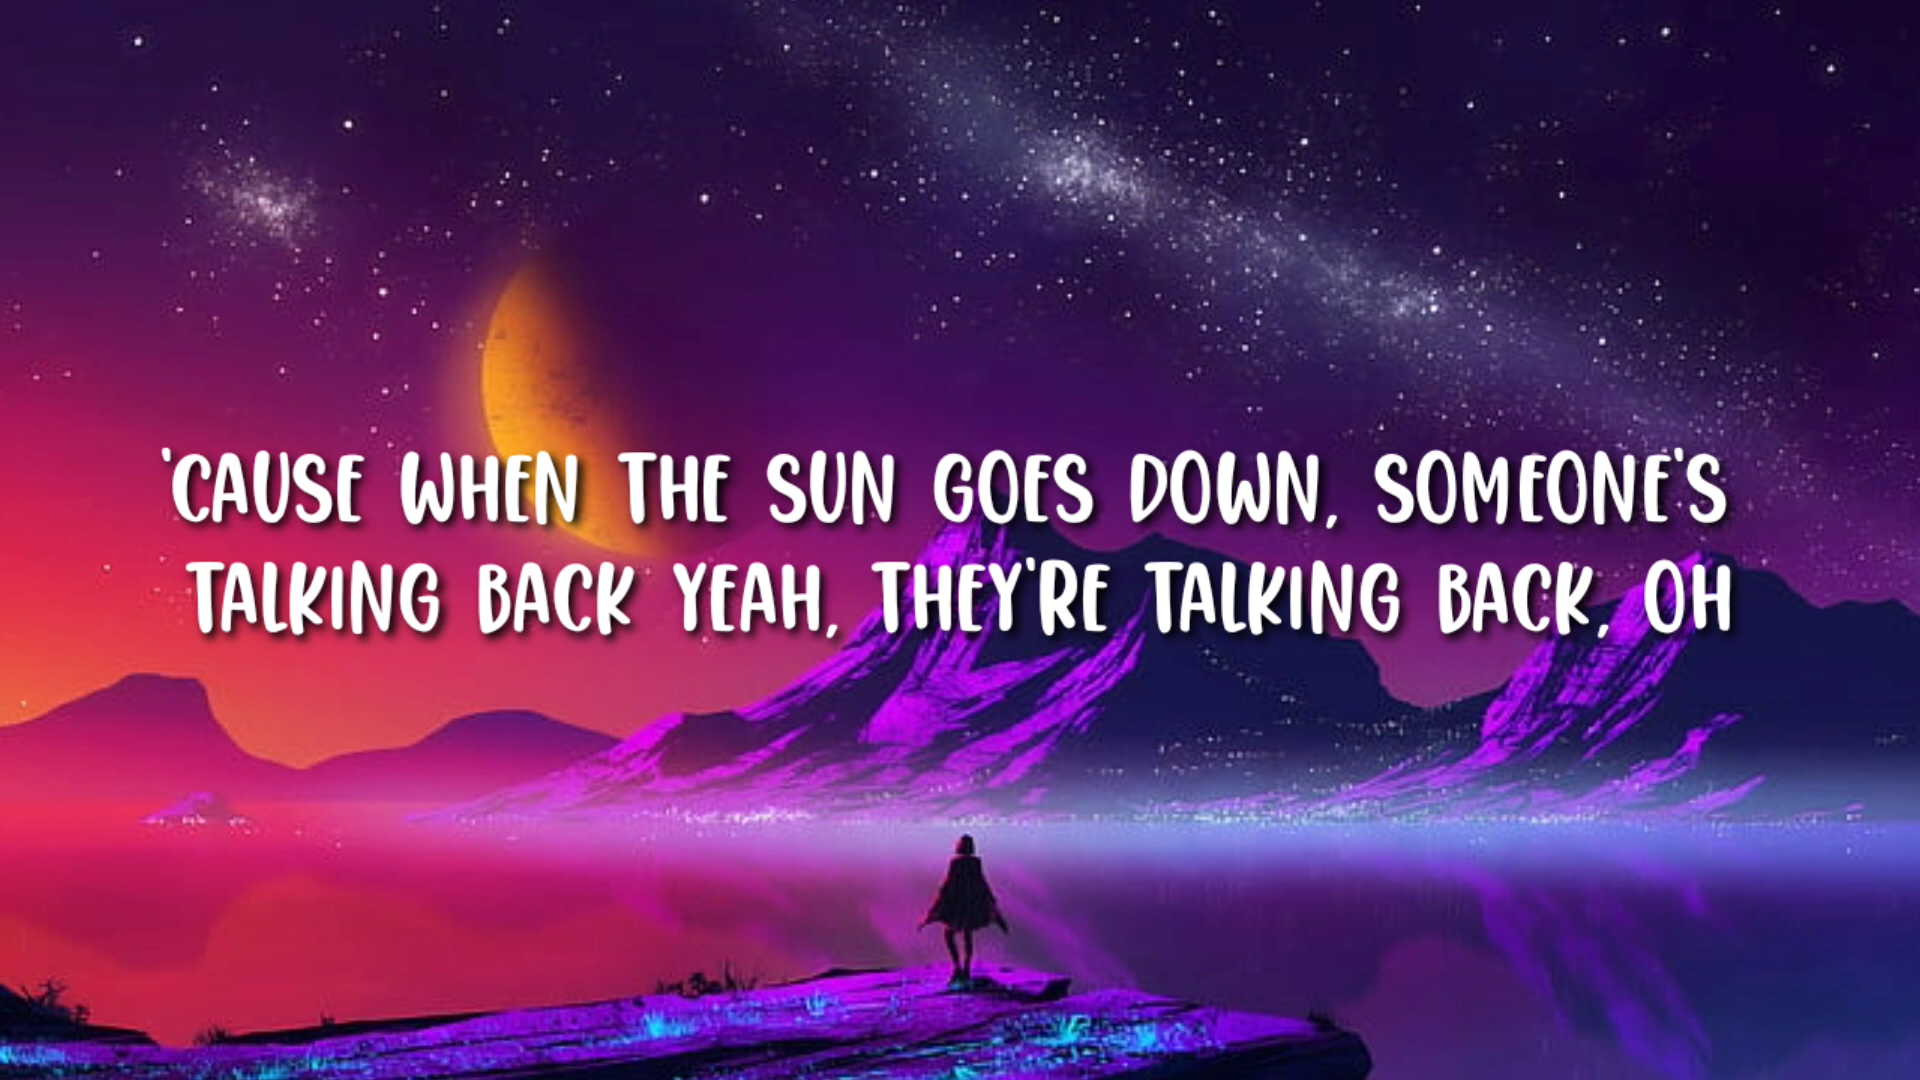 'CAUSE WHEN THE SUN GOES DOWN, SOMEONE'S
TALKING BACK YEAH, THEY'RE TALKING BACK, OH